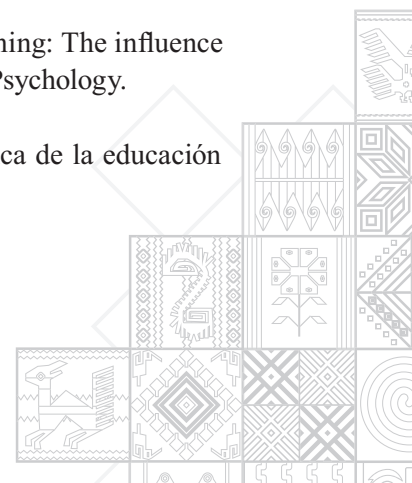 ning: The influence
Psychology.
ca de la educación